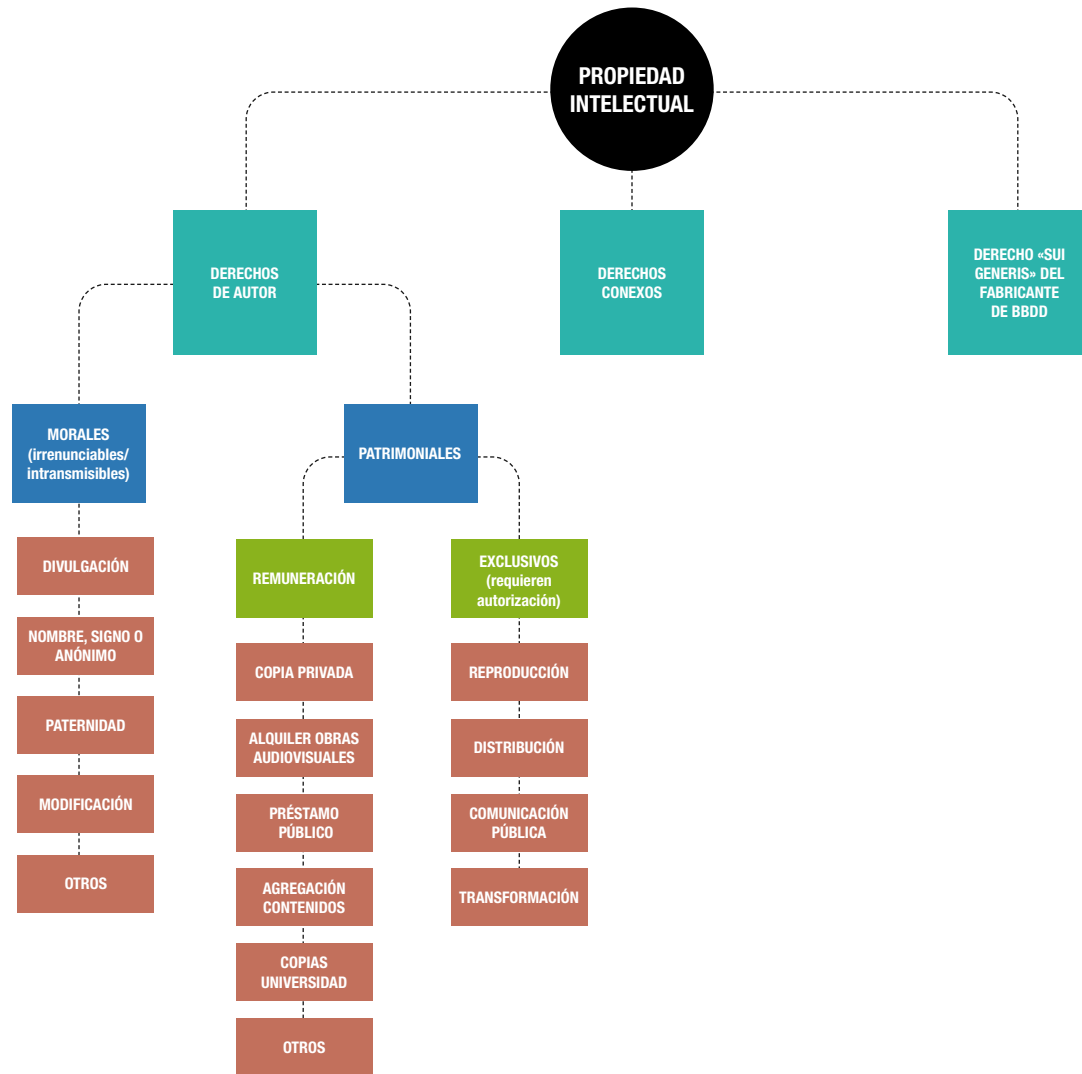 PROPIEDAD
INTELECTUAL
DERECHOS
DE AUTOR
DERECHOS
CONEXOS
DERECHO «SUI
GENERIS» DEL
FABRICANTE
DE BBDD
MORALES
(irrenunciables/
intransmisibles)
PATRIMONIALES
DIVULGACIÓN
NOMBRE, SIGNO O
ANÓNIMO
PATERNIDAD
MODIFICACIÓN
OTROS
REMUNERACIÓN
COPIA PRIVADA
ALQUILER OBRAS
AUDIOVISUALES
PRÉSTAMO
PÚBLICO
AGREGACIÓN
CONTENIDOS
COPIAS
UNIVERSIDAD
OTROS
EXCLUSIVOS
(requieren
autorización)
REPRODUCCIÓN
DISTRIBUCIÓN
COMUNICACIÓN
PÚBLICA
TRANSFORMACIÓN